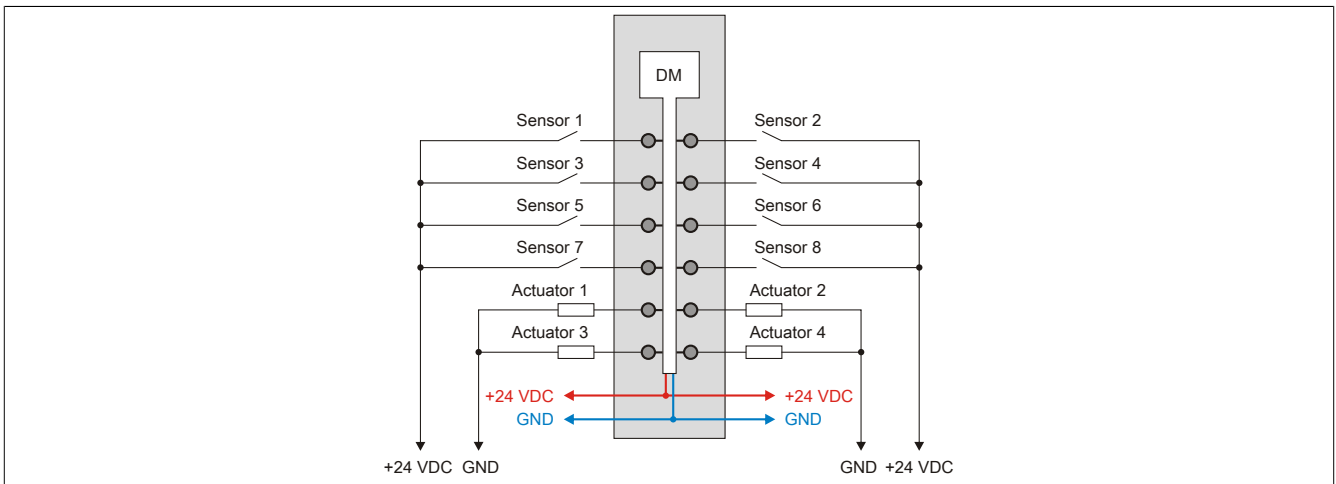 DM
Sensor 1 Sensor 2
Sensor 3 Sensor 4
Sensor 5 Sensor 6
Sensor 7 Sensor 8
Actuator 1 Actuator 2
Actuator 3 Actuator 4
+24 VDC +24 VDC
GND GND
+24 VDC GND GND +24 VDC